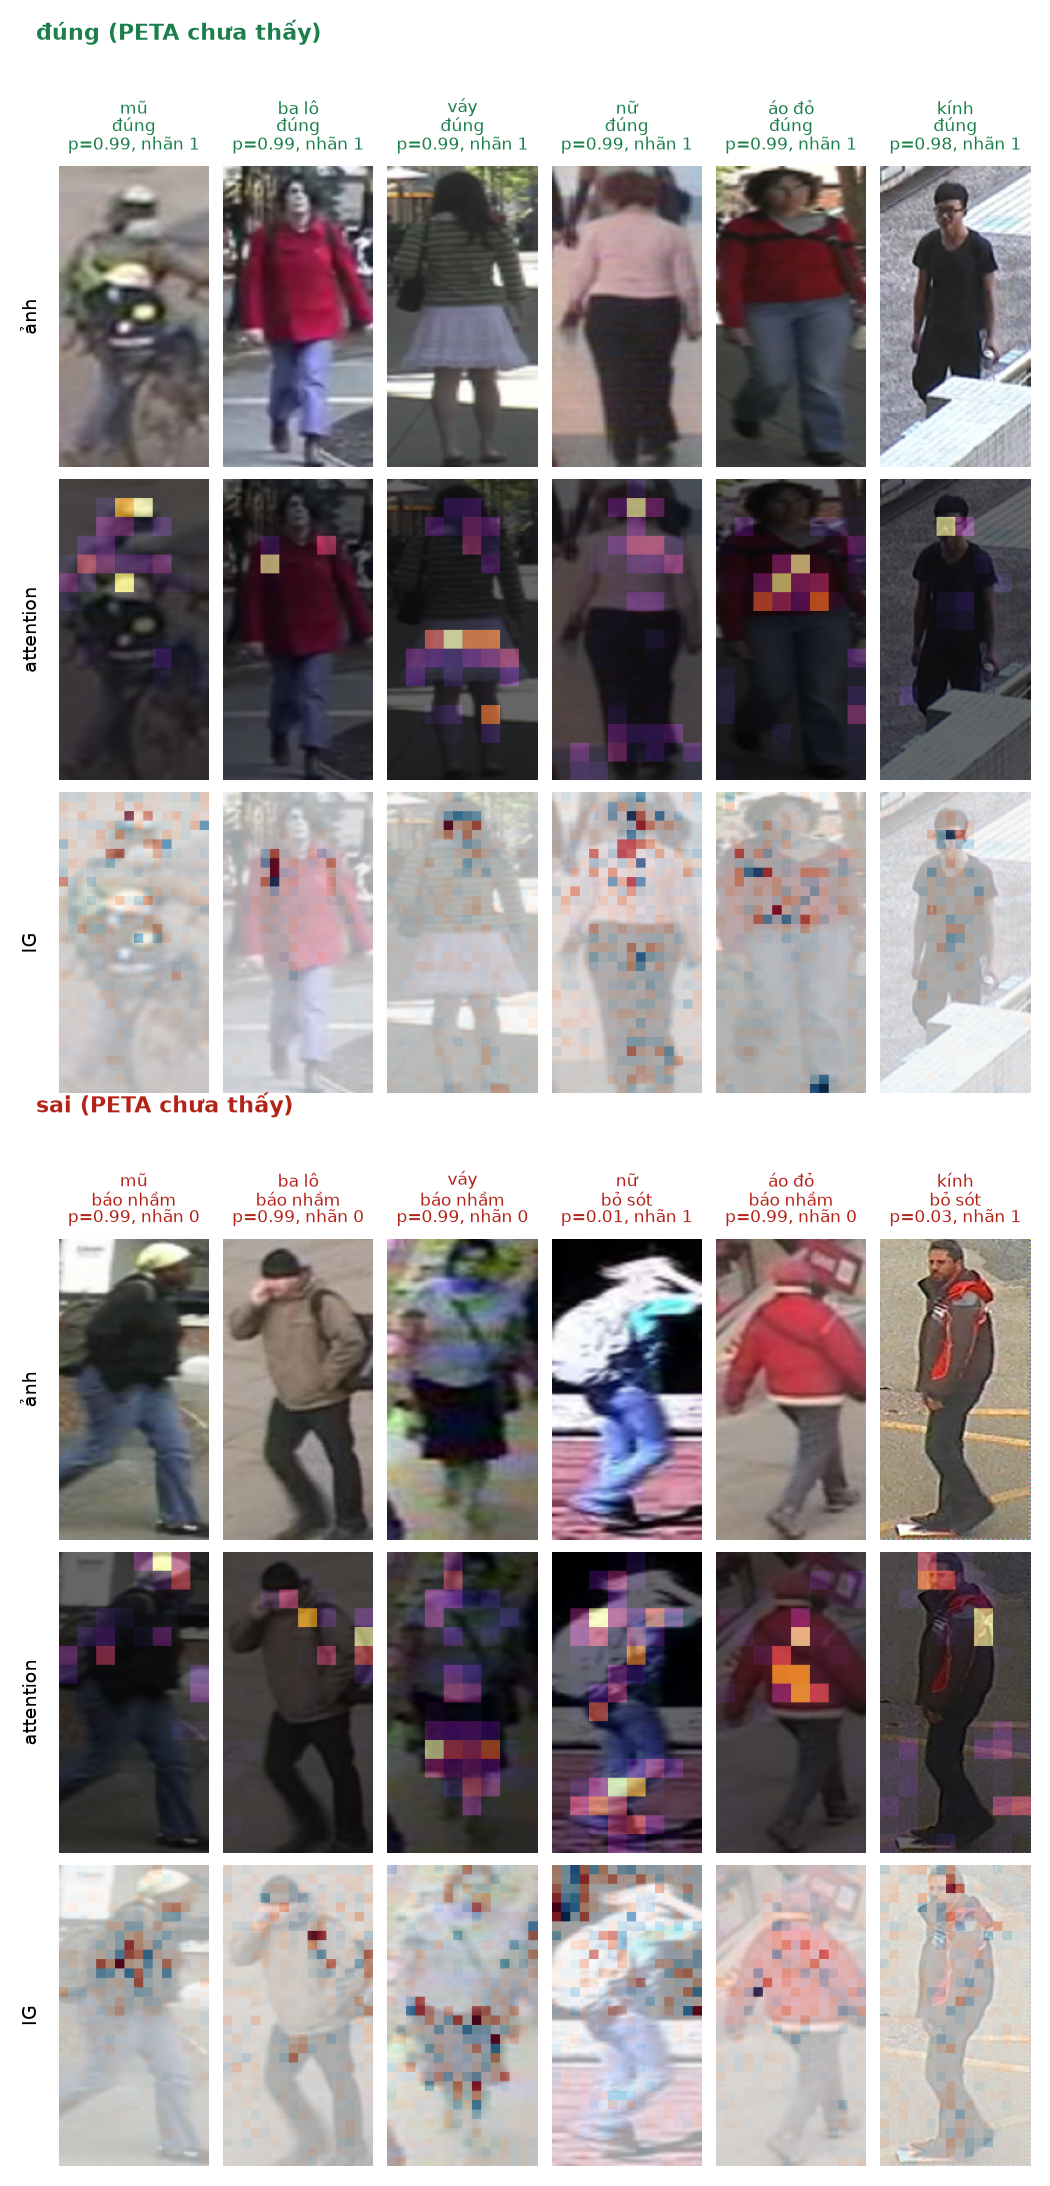 đúng (PETA chưa thấy)
mũ
đúng
p=0.99, nhãn 1
ba lô
đúng
p=0.99, nhãn 1
váy
đúng
p=0.99, nhãn 1
nữ
đúng
p=0.99, nhãn 1
áo đỏ
đúng
p=0.99, nhãn 1
kính
đúng
p=0.98, nhãn 1
ảnh
attention
IG
sai (PETA chưa thấy)
mũ
báo nhầm
p=0.99, nhãn 0
ba lô
báo nhầm
p=0.99, nhãn 0
váy
báo nhầm
p=0.99, nhãn 0
nữ
bỏ sót
p=0.01, nhãn 1
áo đỏ
báo nhầm
p=0.99, nhãn 0
kính
bỏ sót
p=0.03, nhãn 1
ảnh
attention
IG